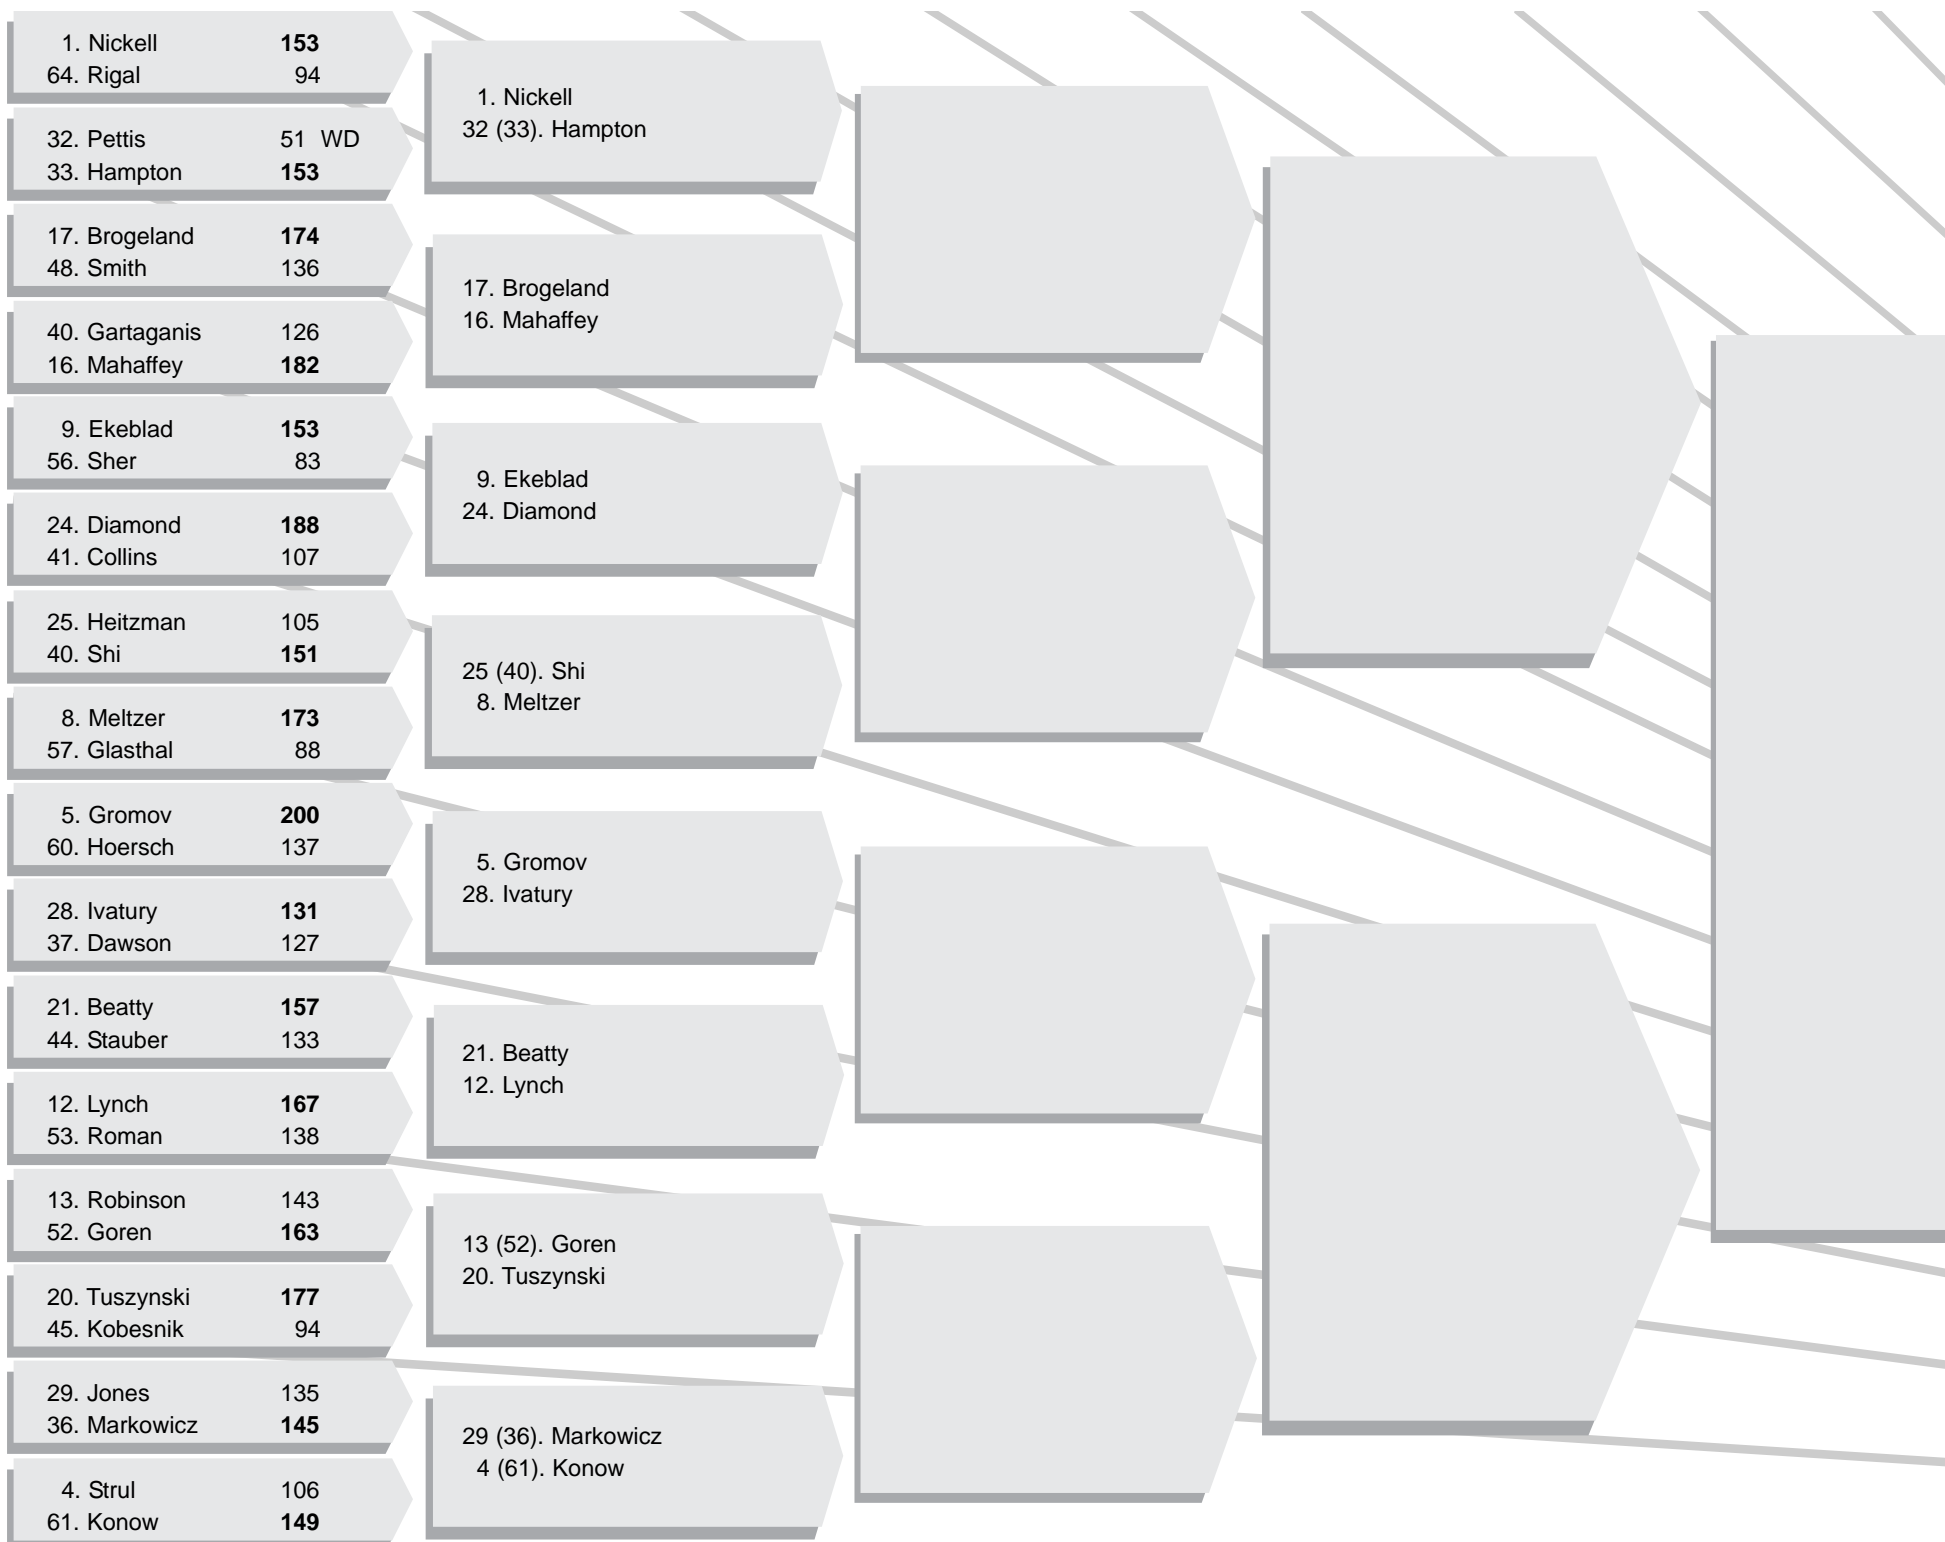 1. Nickell 153
64. Rigal 94
32. Pettis 51 WD
33. Hampton 153
17. Brogeland 174
48. Smith 136
40. Gartaganis 126
16. Mahaffey 182
9. Ekeblad 153
56. Sher 83
24. Diamond 188
41. Collins 107
25. Heitzman 105
40. Shi 151
8. Meltzer 173
57. Glasthal 88
5. Gromov 200
60. Hoersch 137
28. Ivatury 131
37. Dawson 127
21. Beatty 157
44. Stauber 133
12. Lynch 167
53. Roman 138
13. Robinson 143
52. Goren 163
20. Tuszynski 177
45. Kobesnik 94
29. Jones 135
36. Markowicz 145
4. Strul 106
61. Konow 149
1. Nickell
32 (33). Hampton
17. Brogeland
16. Mahaffey
9. Ekeblad
24. Diamond
25 (40). Shi
8. Meltzer
5. Gromov
28. Ivatury
21. Beatty
12. Lynch
13 (52). Goren
20. Tuszynski
29 (36). Markowicz
4 (61). Konow